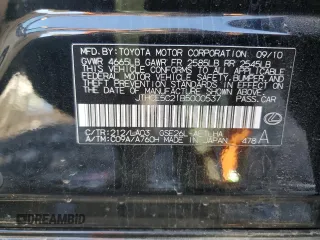 MFD. BY: TOYOTA MOTOR CORPORATION 09/10
GVWR 4665LB GAWR FR 2585LB RR 2545LB
THIS VEHICLE CONFORMS TO ALL APPLICABLE
FEDERAL MOTOR VEHICLE SAFETY, BUMPER, AND
THEFT PREVENTION STANDARDS IN EFFECT ON
THE DATE OF MANUFACTURE SHOWN ABOVE.
PASS. CAR
C/TR: 212/LA03
A/TM: C09A/A760H MADE IN JAPAN 478 A
DREAMBID